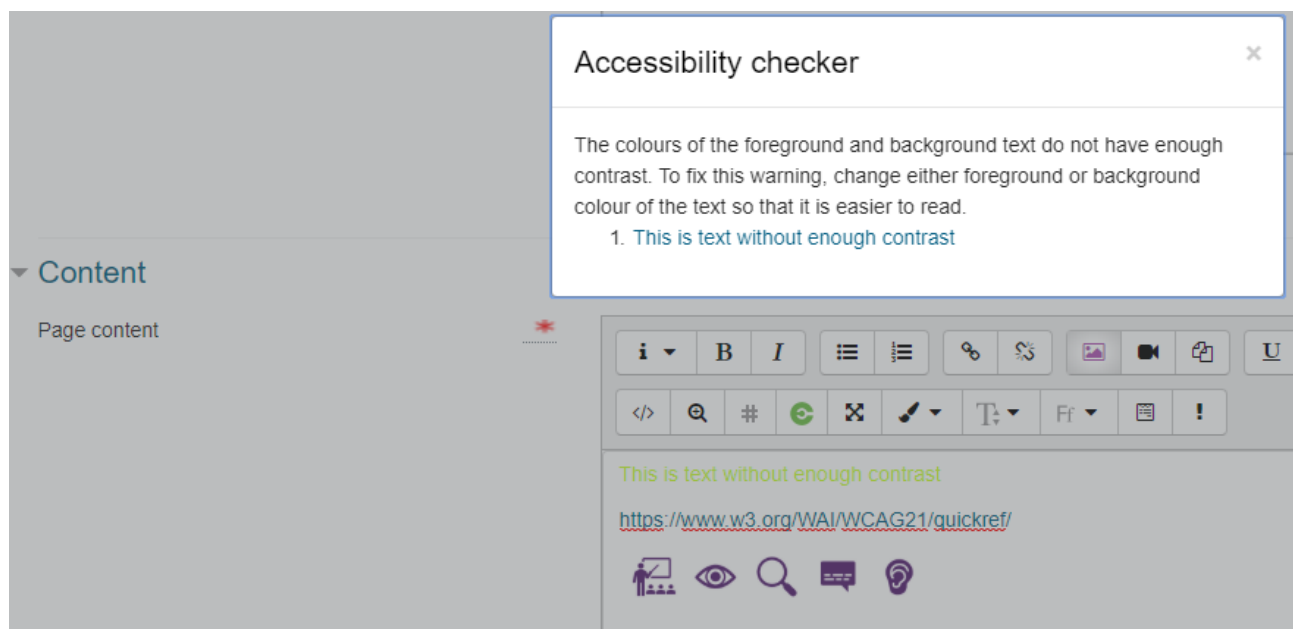 Accessibility checker
×
The colours of the foreground and background text do not have enough
contrast. To fix this warning, change either foreground or background
colour of the text so that it is easier to read.
1. This is text without enough contrast
Content
Page content
i B I U
</> # T Ff !
This is text without enough contrast
https://www.w3.org/WAI/WCAG21/quickref/